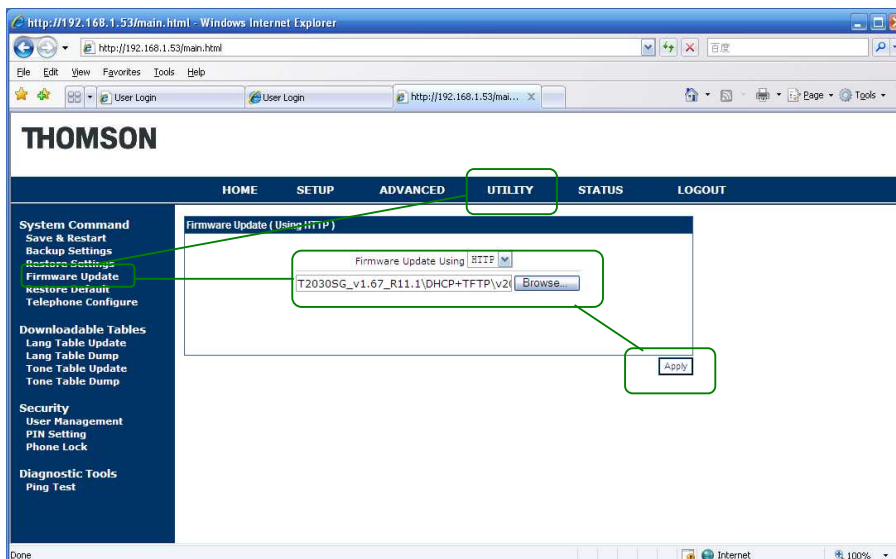 http://192.168.1.53/main.html - Windows Internet Explorer
http://192.168.1.53/main.html
百度
File Edit View Favorites Tools Help
User Login
User Login
http://192.168.1.53/mai...
Page
Tools
THOMSON
HOME SETUP ADVANCED UTILITY STATUS LOGOUT
System Command
Save & Restart
Backup Settings
Restore Settings
Firmware Update
Restore Default
Telephone Configure
Downloadable Tables
Lang Table Update
Lang Table Dump
Tone Table Update
Tone Table Dump
Security
User Management
PIN Setting
Phone Lock
Diagnostic Tools
Ping Test
Firmware Update ( Using HTTP )
Firmware Update Using HTTP
T2030SG_v1.67_R11.1\DHCP+TFTP\v2( Browse...
Apply
Done
Internet
100%